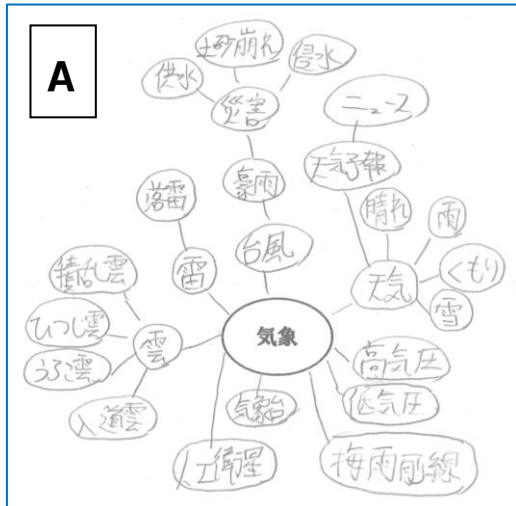 A
土砂崩れ
浸水
供水
災害
ニュース
豪雨
天気予報
落雷
晴れ
雨
台風
雷
天気
くもり
積乱雲
雪
ひつじ雲
雲
気象
うろこ雲
高気圧
入道雲
気象台
低気圧
人工衛星
梅雨前線